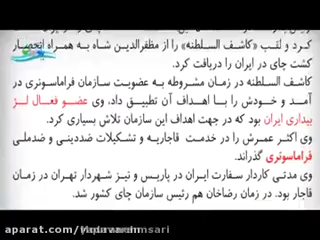 کرد و لقب «کاشف السلطنه» را از مظفرالدین شاه به همراه انحصار
کشت چای در ایران را دریافت کرد.
کاشف السلطنه در زمان مشروطه به عضویت سازمان فراماسونری در
آمد و خودش را با اهداف آن تطبیق داد، وی عضو فعال لژ
بیداری ایران بود که در جهت اهداف این سازمان تلاش بسیاری کرد.
وی اکثر عمرش را در خدمت قاجاریه و تشکیلات ضددینی و ضدملی
فراماسونری گذراند.
وی مدتی کاردار سفارت ایران در پاریس و نیز شهردار تهران در زمان
قاجار بود. در زمان رضاخان هم رئیس سازمان چای کشور شد.
aparat.com/